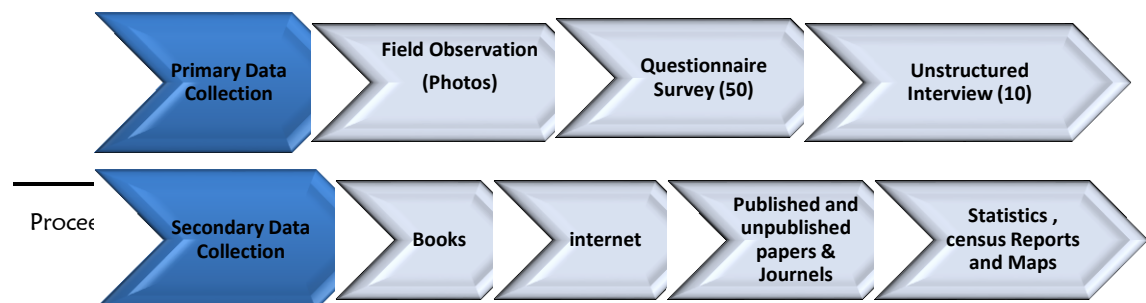 Primary Data
Collection
Field Observation
(Photos)
Questionnaire
Survey (50)
Unstructured
Interview (10)
Secondary Data
Collection
Books
internet
Published and
unpublished
papers &
Journels
Statistics ,
census Reports
and Maps